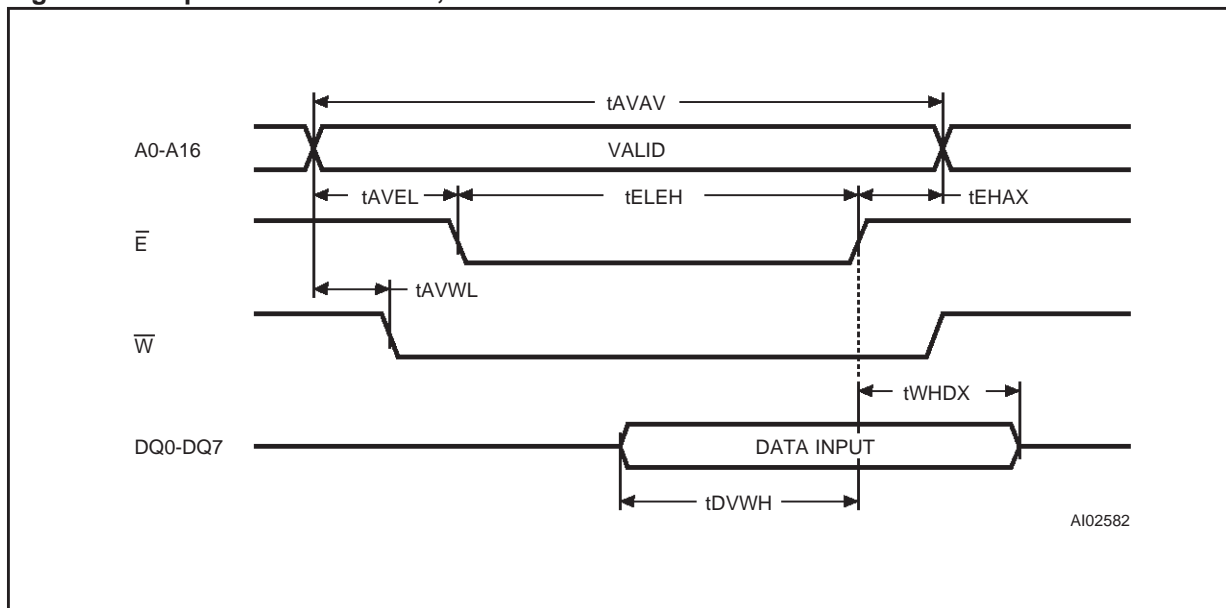 tAVAV
A0-A16
VALID
tAVEL
tELEH
tEHAX
E
tAVWL
W
tWHDX
DQ0-DQ7
DATA INPUT
tDVWH
AI02582